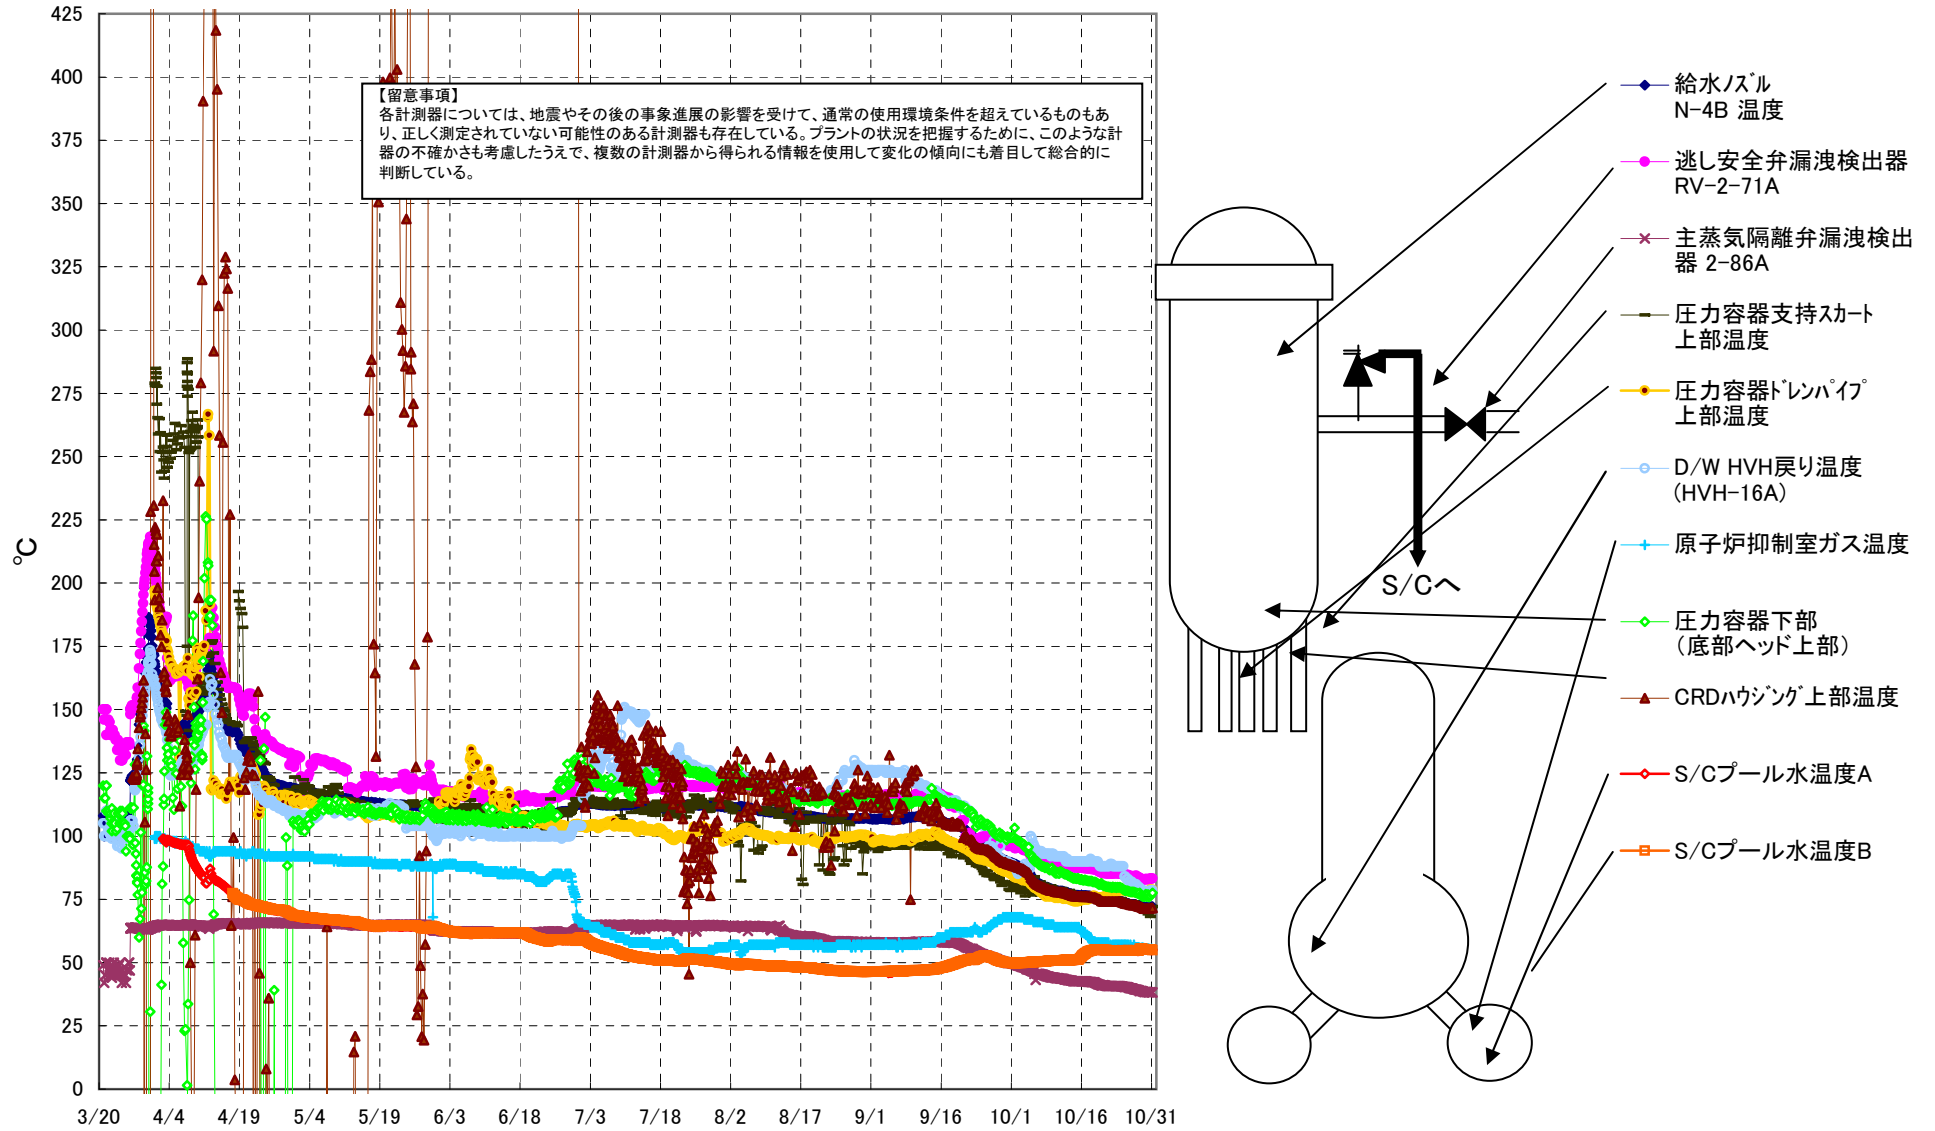 425
400
375
350
325
300
275
250
225
200
175
150
125
100
75
50
25
0
℃
3/20 4/4 4/19 5/4 5/19 6/3 6/18 7/3 7/18 8/2 8/17 9/1 9/16 10/1 10/16 10/31
【留意事項】
各計測器については、地震やその後の事象進展の影響を受けて、通常の使用環境条件を超えているものもあ
り、正しく測定されていない可能性のある計測器も存在している。プラントの状況を把握するために、このような計
器の不確かさも考慮したうえで、複数の計測器から得られる情報を使用して変化の傾向にも着目して総合的に
判断している。
S/Cへ
給水ﾉｽﾞﾙ
N-4B 温度
逃し安全弁漏洩検出器
RV-2-71A
主蒸気隔離弁漏洩検出
器 2-86A
圧力容器支持ｽｶｰﾄ
上部温度
圧力容器ﾄﾞﾚﾝﾊﾟｲﾌﾟ
上部温度
D/W HVH戻り温度
(HVH-16A)
原子炉抑制室ガス温度
圧力容器下部
（底部ヘッド上部）
CRDﾊｳｼﾞﾝｸﾞ上部温度
S/Cプール水温度A
S/Cプール水温度B